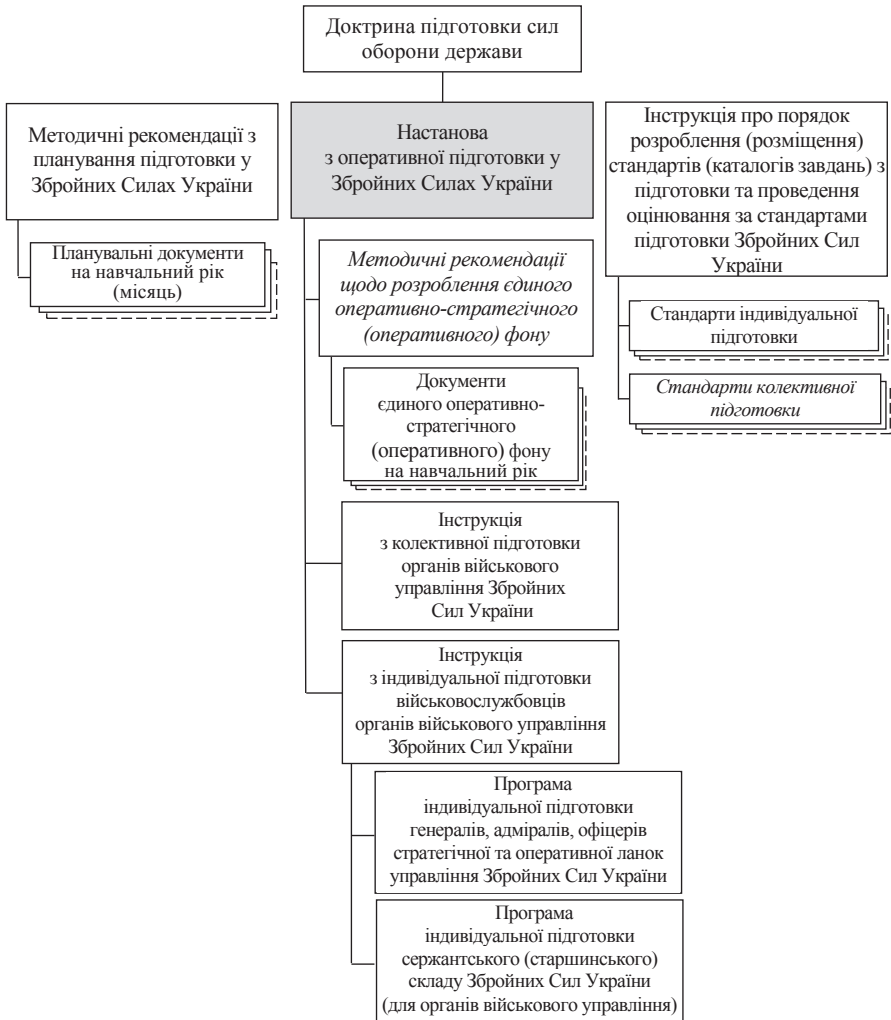 Доктрина підготовки сил
оборони держави
Методичні рекомендації з
планування підготовки у
Збройних Силах України
Планувальні документи
на навчальний рік
(місяць)
Настанова
з оперативної підготовки у
Збройних Силах України
Методичні рекомендації
щодо розроблення єдиного
оперативно-стратегічного
(оперативного) фону
Документи
єдиного оперативно-
стратегічного
(оперативного) фону
на навчальний рік
Інструкція
з колективної підготовки
органів військового
управління Збройних
Сил України
Інструкція
з індивідуальної підготовки
військовослужбовців
органів військового управління
Збройних Сил України
Програма
індивідуальної підготовки
генералів, адміралів, офіцерів
стратегічної та оперативної ланок
управління Збройних Сил України
Програма
індивідуальної підготовки
сержантського (старшинського)
складу Збройних Сил України
(для органів військового управління)
Інструкція про порядок
розроблення (розміщення)
стандартів (каталогів завдань) з
підготовки та проведення
оцінювання за стандартами
підготовки Збройних Сил
України
Стандарти індивідуальної
підготовки
Стандарти колективної
підготовки